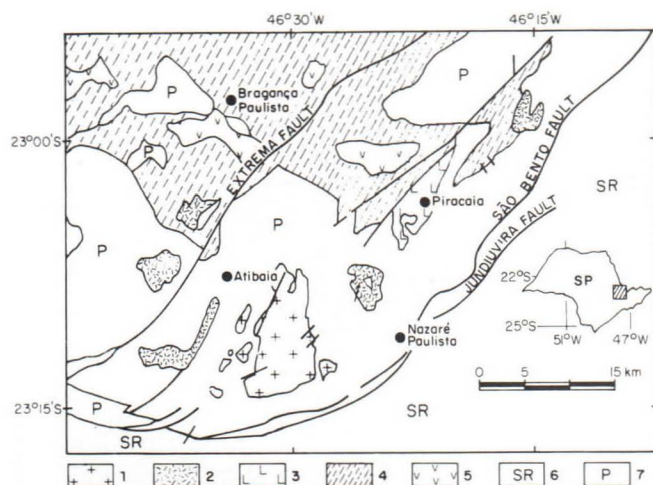 46°30'W 46°15'W
P
P
Bragança
Paulista
23°00'S
EXTREMA FAULT
P
SÃO BENTO FAULT
SR
Piracaia
P
P
JUNDIUVIRA FAULT
Atibaia
22°S
SP
25°S
51°W 47°W
Nazaré
Paulista
0 5 15 km
23°15'S
P
SR
SR
1 2 3 4 5 SR 6 P 7